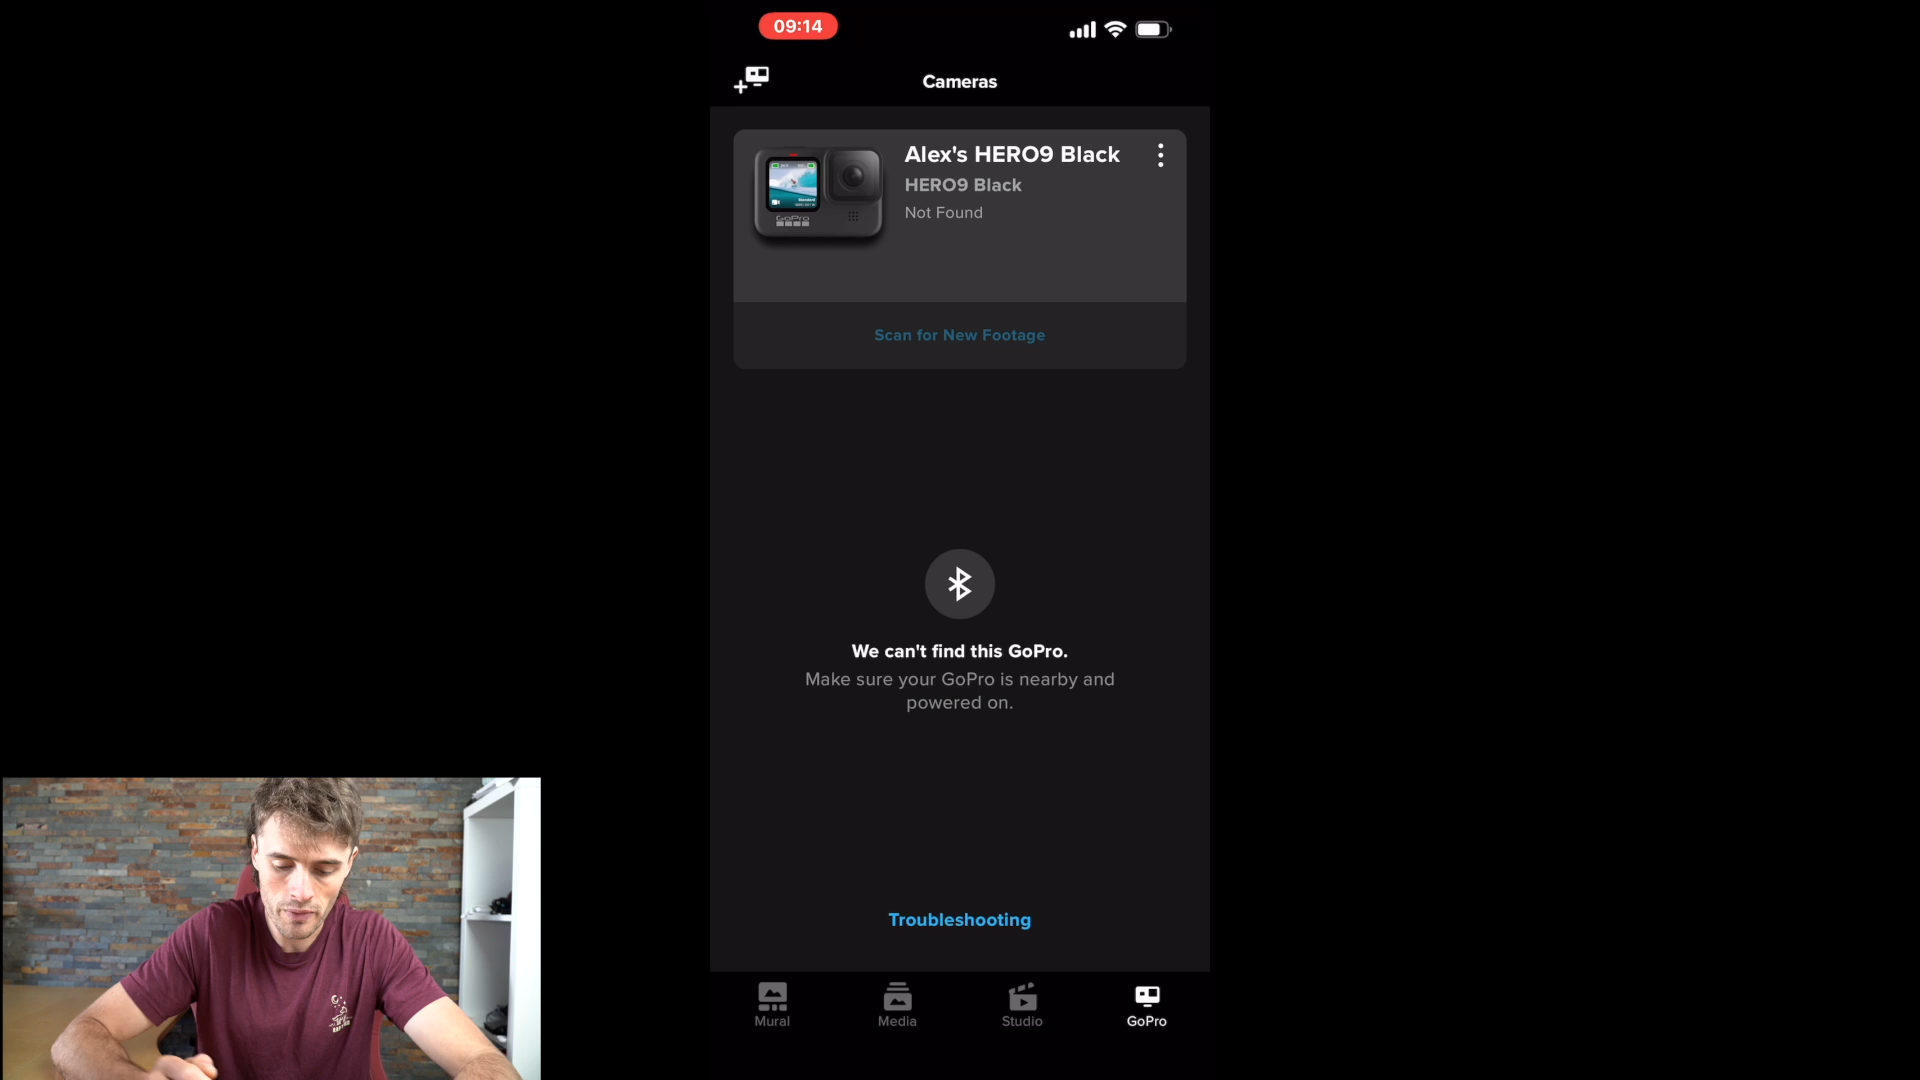 09:14
Cameras
Alex's HERO9 Black
HERO9 Black
Not Found
GoPro
Scan for New Footage
We can't find this GoPro.
Make sure your GoPro is nearby and
powered on.
Troubleshooting
Mural
Media
Studio
GoPro